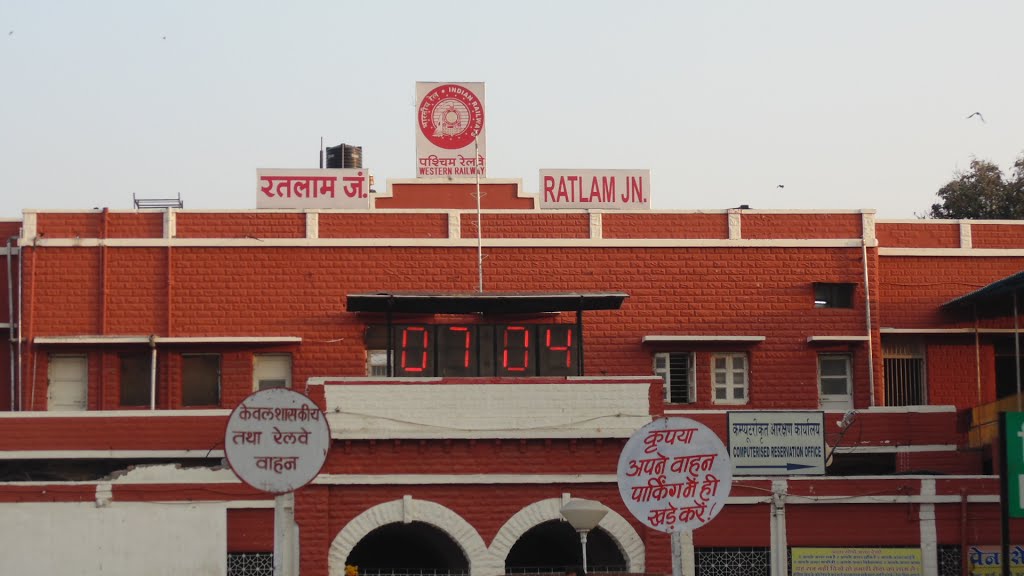 भारतीय रेल * INDIAN RAILWAYS
पश्चिम रेलवे
WESTERN RAILWAY
रतलाम जं.
RATLAM JN.
07 04
केवल शासकीय
तथा रेलवे
वाहन
कृपया
अपने वाहन
पार्किंग में ही
खड़े करें.
कम्प्यूटरीकृत आरक्षण कार्यालय
COMPUTERISED RESERVATION OFFICE